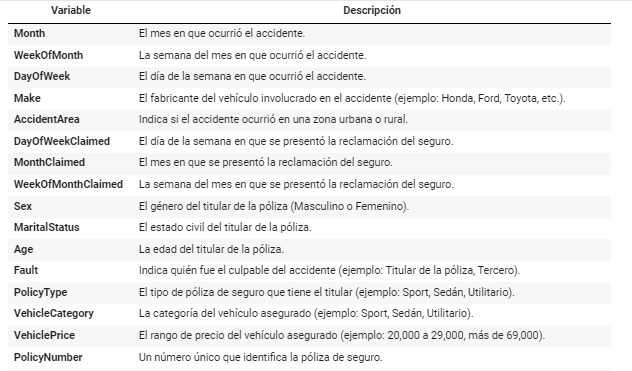 Variable Descripción
Month El mes en que ocurrió el accidente.
WeekOfMonth La semana del mes en que ocurrió el accidente.
DayOfWeek El día de la semana en que ocurrió el accidente.
Make El fabricante del vehículo involucrado en el accidente (ejemplo: Honda, Ford, Toyota, etc.).
AccidentArea Indica si el accidente ocurrió en una zona urbana o rural.
DayOfWeekClaimed El día de la semana en que se presentó la reclamación del seguro.
MonthClaimed El mes en que se presentó la reclamación del seguro.
WeekOfMonthClaimed La semana del mes en que se presentó la reclamación del seguro.
Sex El género del titular de la póliza (Masculino o Femenino).
MaritalStatus El estado civil del titular de la póliza.
Age La edad del titular de la póliza.
Fault Indica quién fue el culpable del accidente (ejemplo: Titular de la póliza, Tercero).
PolicyType El tipo de póliza de seguro que tiene el titular (ejemplo: Sport, Sedán, Utilitario).
VehicleCategory La categoría del vehículo asegurado (ejemplo: Sport, Sedán, Utilitario).
VehiclePrice El rango de precio del vehículo asegurado (ejemplo: 20,000 a 29,000, más de 69,000).
PolicyNumber Un número único que identifica la póliza de seguro.